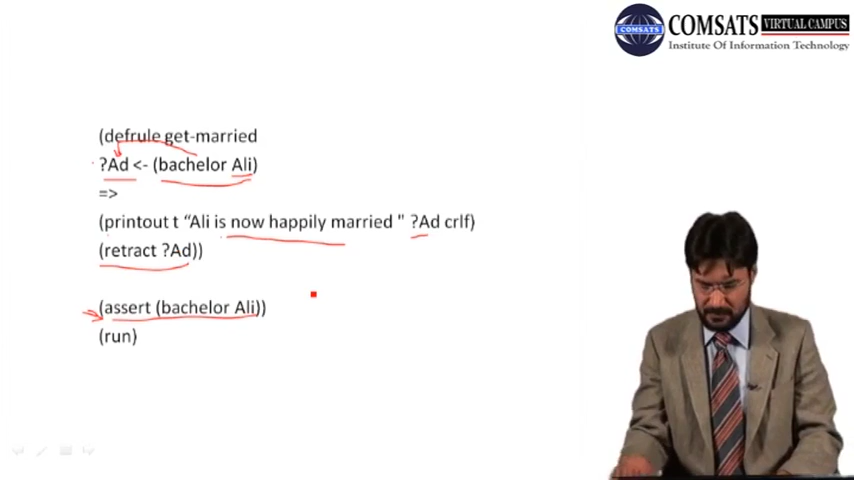 COMSATS VIRTUAL CAMPUS
COMSATS
Institute Of Information Technology
(defrule get-married
?Ad <- (bachelor Ali)
=>
(printout t “Ali is now happily married " ?Ad crlf)
(retract ?Ad))
(assert (bachelor Ali))
(run)